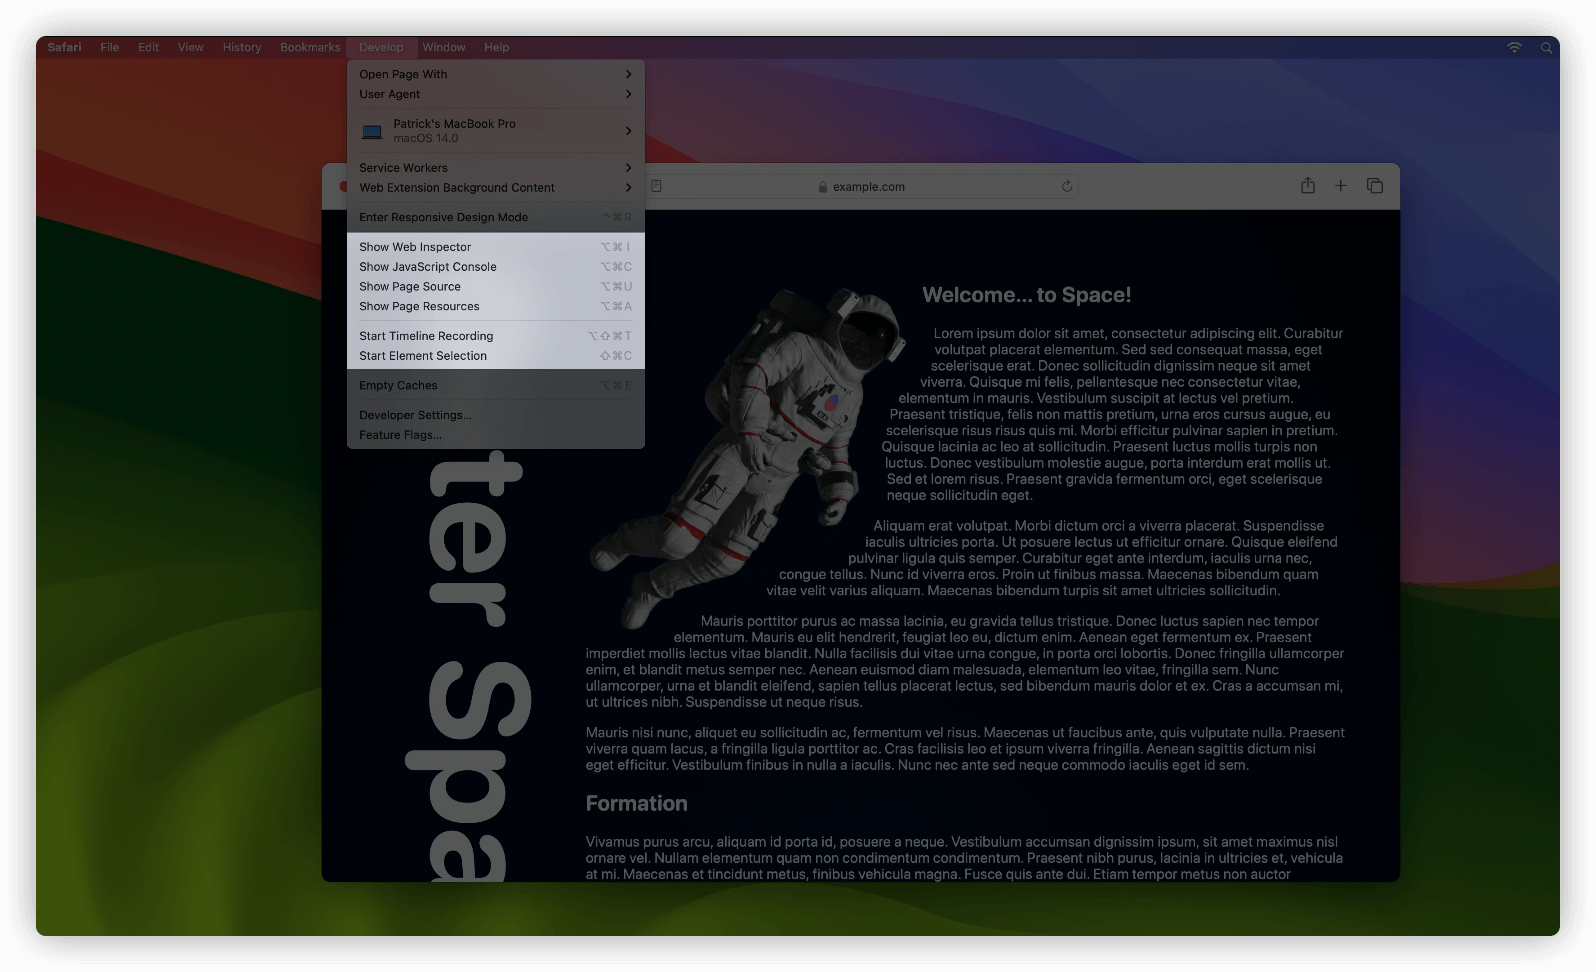 Safari File Edit View History Bookmarks Develop Window Help
Open Page With
User Agent
Patrick's MacBook Pro
macOS 14.0
Service Workers
Web Extension Background Content
Enter Responsive Design Mode ⌃⌘R
Show Web Inspector ⌥⌘I
Show JavaScript Console ⌥⌘C
Show Page Source ⌥⌘U
Show Page Resources ⌥⌘A
Start Timeline Recording ⌥⇧⌘T
Start Element Selection ⇧⌘C
Empty Caches ⌥⌘E
Developer Settings...
Feature Flags...
example.com
ter Spa
Welcome... to Space!
Lorem ipsum dolor sit amet, consectetur adipiscing elit. Curabitur
volutpat placerat elementum. Sed sed consequat massa, eget
scelerisque erat. Donec sollicitudin dignissim neque sit amet
viverra. Quisque mi felis, pellentesque nec consectetur vitae,
elementum in mauris. Vestibulum suscipit at lectus vel pretium.
Praesent tristique, felis non mattis pretium, urna eros cursus augue, eu
scelerisque risus risus quis mi. Morbi efficitur pulvinar sapien in pretium.
Quisque lacinia ac leo at sollicitudin. Praesent luctus mollis turpis non
luctus. Donec vestibulum molestie augue, porta interdum erat mollis ut.
Sed et lorem risus. Praesent gravida fermentum orci, eget scelerisque
neque sollicitudin eget.
Aliquam erat volutpat. Morbi dictum orci a viverra placerat. Suspendisse
iaculis ultricies porta. Ut posuere lectus ut efficitur ornare. Quisque eleifend
pulvinar ligula quis semper. Curabitur eget ante interdum, iaculis urna nec,
congue tellus. Nunc id viverra eros. Proin ut finibus massa. Maecenas bibendum quam
vitae velit varius aliquam. Maecenas bibendum turpis sit amet ultricies sollicitudin.
Mauris porttitor purus ac massa lacinia, eu gravida tellus tristique. Donec luctus sapien nec tempor
elementum. Mauris eu elit hendrerit, feugiat leo eu, dictum enim. Aenean eget fermentum ex. Praesent
imperdiet mollis lectus vitae blandit. Nulla facilisis dui vitae urna congue, in porta orci lobortis. Donec fringilla ullamcorper
enim, et blandit metus semper nec. Aenean euismod diam malesuada, elementum leo vitae, fringilla sem. Nunc
ullamcorper, urna et blandit eleifend, sapien tellus placerat lectus, sed bibendum mauris dolor et ex. Cras a accumsan mi,
ut ultrices nibh. Suspendisse ut neque risus.
Mauris nisi nunc, aliquet eu sollicitudin ac, fermentum vel risus. Maecenas ut faucibus ante, quis vulputate nulla. Praesent
viverra quam lacus, a fringilla ligula porttitor ac. Cras facilisis leo et ipsum viverra fringilla. Aenean sagittis dictum nisi
eget efficitur. Vestibulum finibus in nulla a iaculis. Nunc nec ante sed neque commodo iaculis eget id sem.
Formation
Vivamus purus arcu, aliquam id porta id, posuere a neque. Vestibulum accumsan dignissim ipsum, sit amet maximus nisl
ornare vel. Nullam elementum quam non condimentum condimentum. Praesent nibh purus, lacinia in ultricies et, vehicula
at mi. Maecenas et tincidunt metus, finibus vehicula magna. Fusce quis ante dui. Etiam tempor metus non auctor